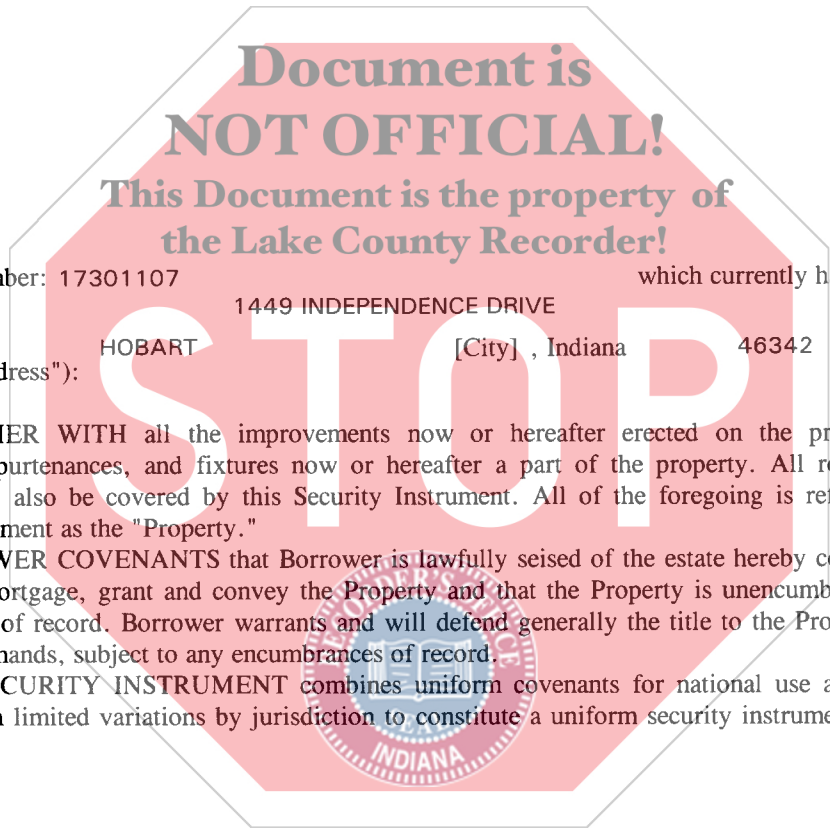 Document is
NOT OFFICIAL!
This Document is the property of
the Lake County Recorder!
STOP
ber: 17301107 which currently h
1449 INDEPENDENCE DRIVE
HOBART [City] , Indiana 46342
dress"):
IER WITH all the improvements now or hereafter erected on the pr
purtenances, and fixtures now or hereafter a part of the property. All r
also be covered by this Security Instrument. All of the foregoing is ref
ment as the "Property."
VER COVENANTS that Borrower is lawfully seised of the estate hereby c
ortgage, grant and convey the Property and that the Property is unencumb
of record. Borrower warrants and will defend generally the title to the Pro
nands, subject to any encumbrances of record.
CURITY INSTRUMENT combines uniform covenants for national use a
limited variations by jurisdiction to constitute a uniform security instrume
RECORDER'S OFFICE
SEAL
INDIANA